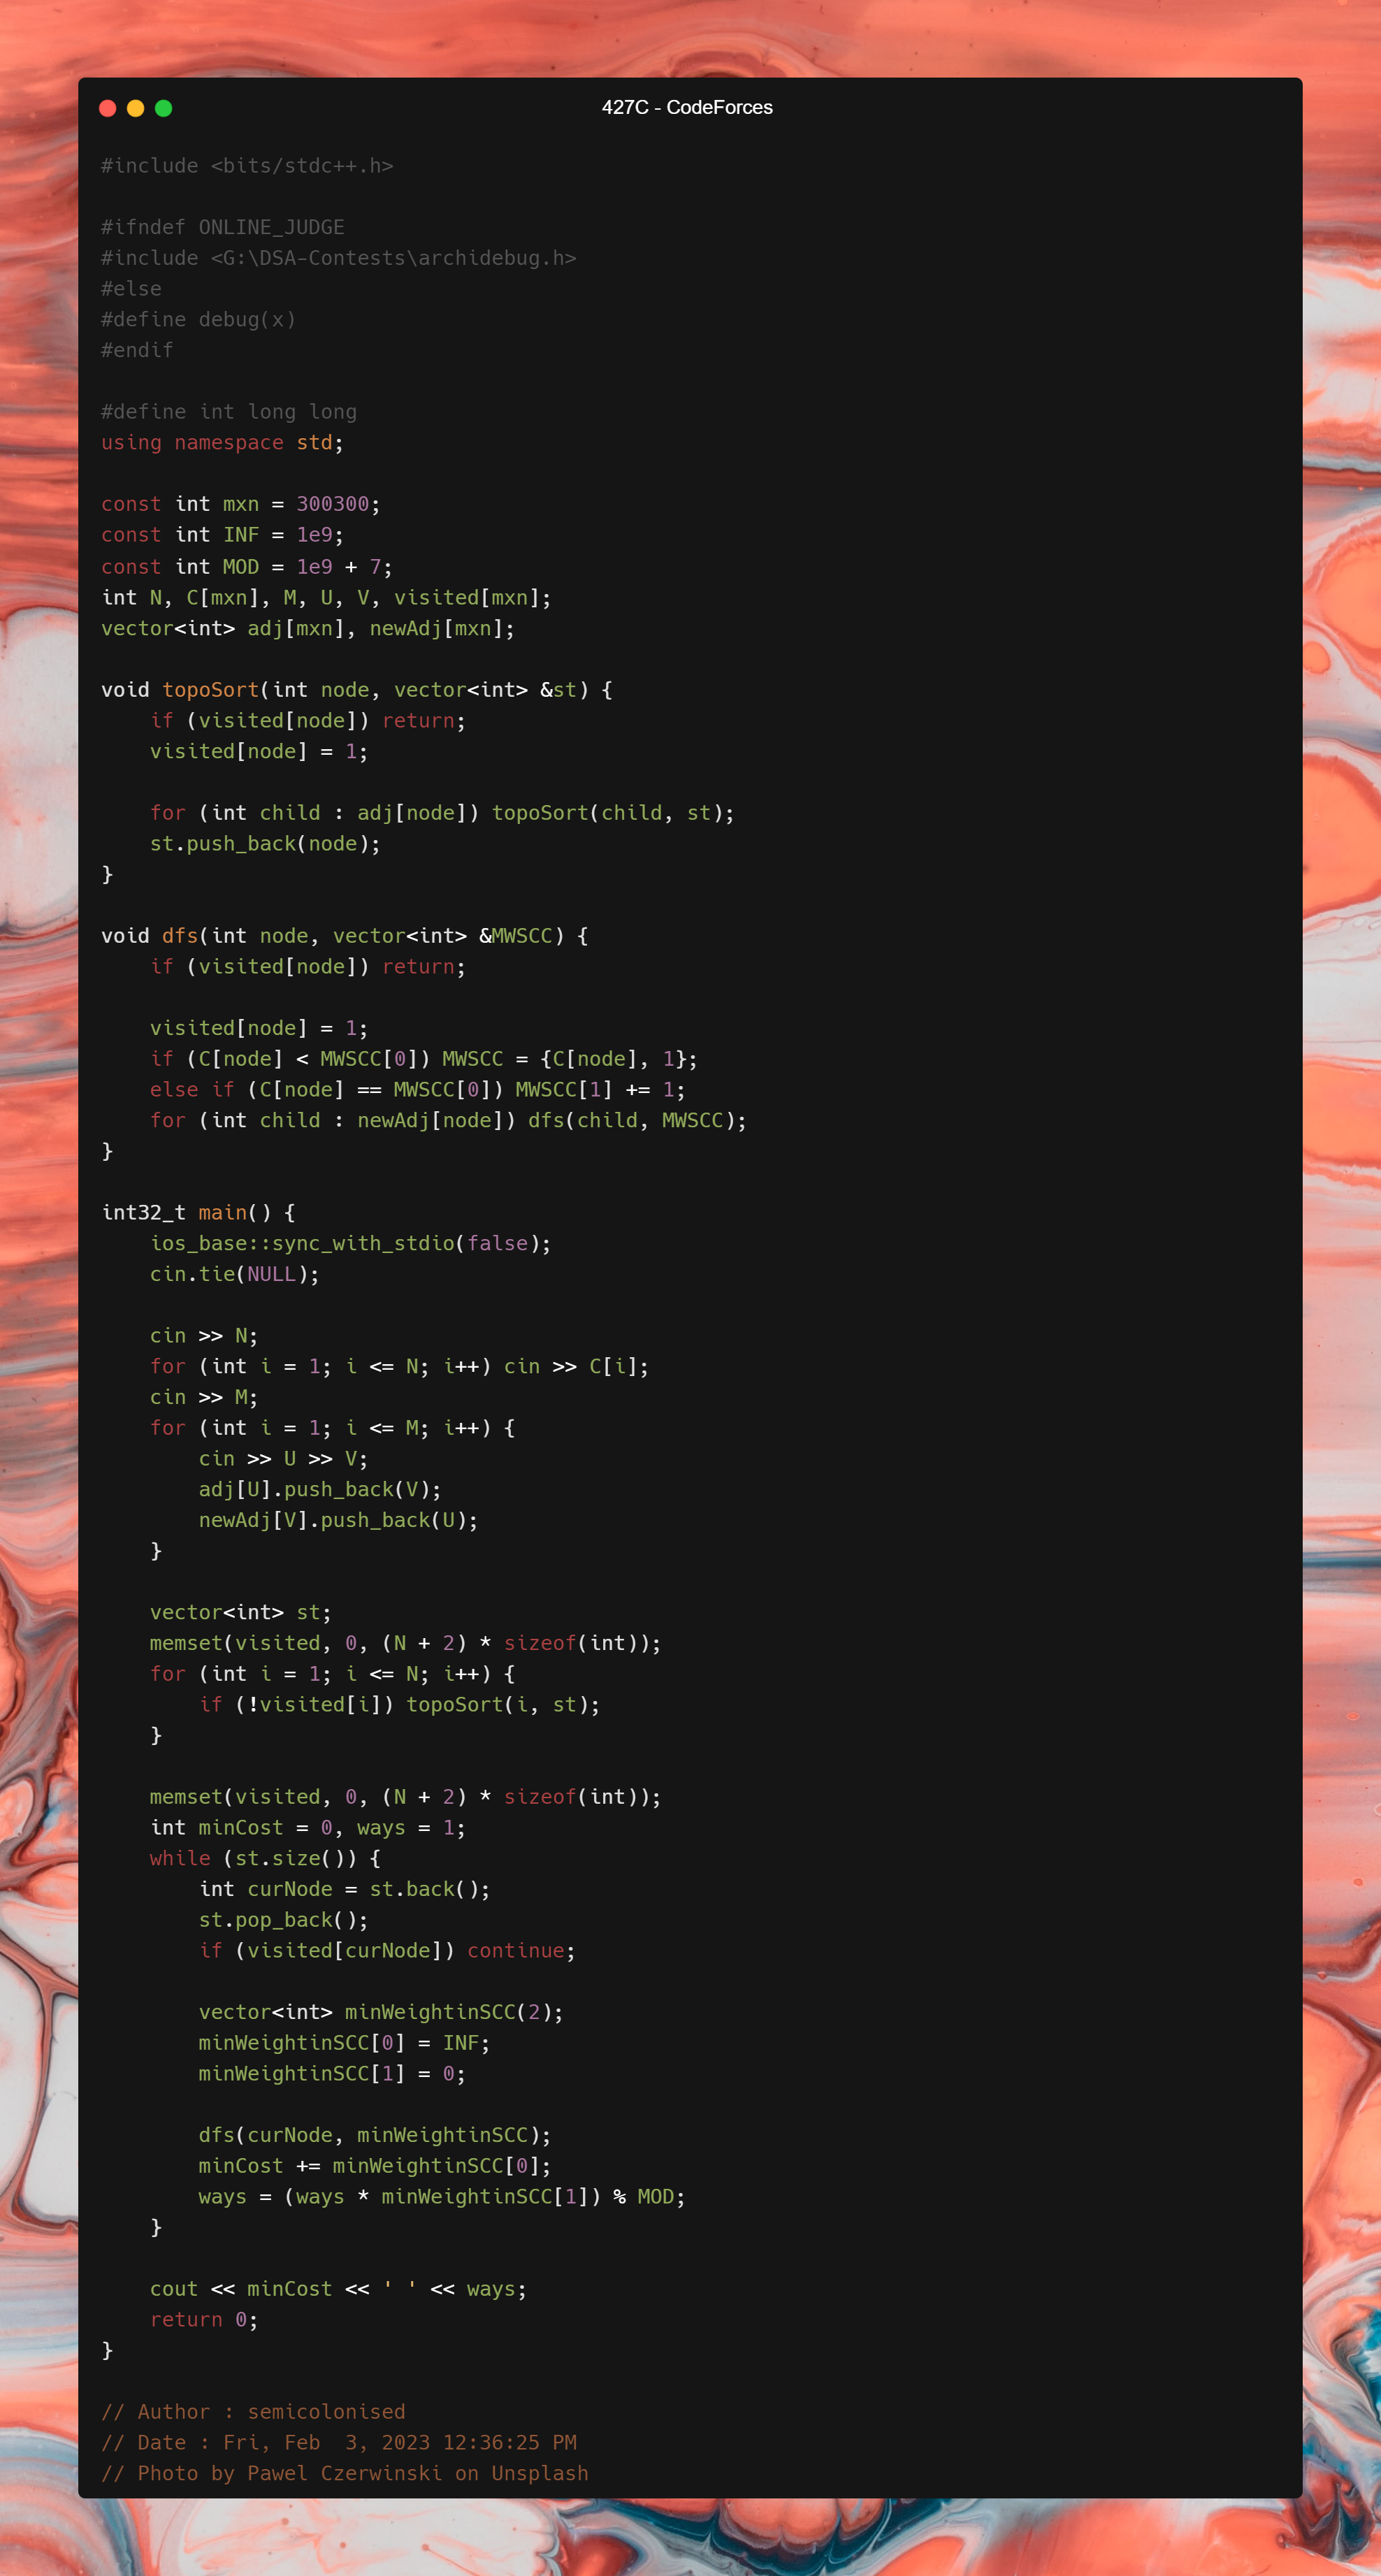 427C - CodeForces
#include <bits/stdc++.h>
#ifndef ONLINE_JUDGE
#include <G:\DSA-Contests\archidebug.h>
#else
#define debug(x)
#endif
#define int long long
using namespace std;
const int mxn = 300300;
const int INF = 1e9;
const int MOD = 1e9 + 7;
int N, C[mxn], M, U, V, visited[mxn];
vector<int> adj[mxn], newAdj[mxn];
void topoSort(int node, vector<int> &st) {
    if (visited[node]) return;
    visited[node] = 1;
    for (int child : adj[node]) topoSort(child, st);
    st.push_back(node);
}
void dfs(int node, vector<int> &MWSCC) {
    if (visited[node]) return;
    visited[node] = 1;
    if (C[node] < MWSCC[0]) MWSCC = {C[node], 1};
    else if (C[node] == MWSCC[0]) MWSCC[1] += 1;
    for (int child : newAdj[node]) dfs(child, MWSCC);
}
int32_t main() {
    ios_base::sync_with_stdio(false);
    cin.tie(NULL);
    cin >> N;
    for (int i = 1; i <= N; i++) cin >> C[i];
    cin >> M;
    for (int i = 1; i <= M; i++) {
        cin >> U >> V;
        adj[U].push_back(V);
        newAdj[V].push_back(U);
    }
    vector<int> st;
    memset(visited, 0, (N + 2) * sizeof(int));
    for (int i = 1; i <= N; i++) {
        if (!visited[i]) topoSort(i, st);
    }
    memset(visited, 0, (N + 2) * sizeof(int));
    int minCost = 0, ways = 1;
    while (st.size()) {
        int curNode = st.back();
        st.pop_back();
        if (visited[curNode]) continue;
        vector<int> minWeightinSCC(2);
        minWeightinSCC[0] = INF;
        minWeightinSCC[1] = 0;
        dfs(curNode, minWeightinSCC);
        minCost += minWeightinSCC[0];
        ways = (ways * minWeightinSCC[1]) % MOD;
    }
    cout << minCost << ' ' << ways;
    return 0;
}
// Author : semicolonised
// Date : Fri, Feb  3, 2023 12:36:25 PM
// Photo by Pawel Czerwinski on Unsplash